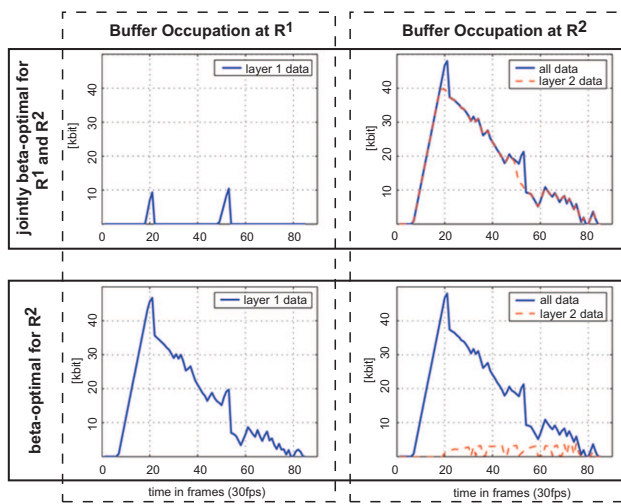 Buffer Occupation at R1
Buffer Occupation at R2
jointly beta-optimal for
R1 and R2
[kbit]
40
30
20
10
layer 1 data
0 20 40 60 80
[kbit]
40
30
20
10
all data
layer 2 data
0 20 40 60 80
beta-optimal for R2
[kbit]
40
30
20
10
layer 1 data
0 20 40 60 80
time in frames (30fps)
[kbit]
40
30
20
10
all data
layer 2 data
0 20 40 60 80
time in frames (30fps)